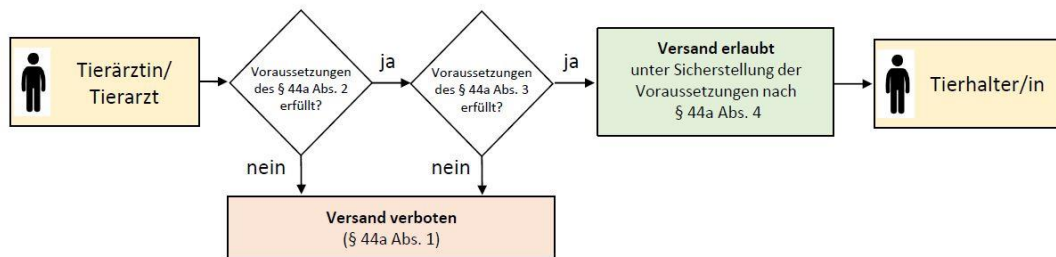 Tierärztin/
Tierarzt
Voraussetzungen
des § 44a Abs. 2
erfüllt?
ja
Voraussetzungen
des § 44a Abs. 3
erfüllt?
ja
Versand erlaubt
unter Sicherstellung der
Voraussetzungen nach
§ 44a Abs. 4
Tierhalter/in
nein
nein
Versand verboten
(§ 44a Abs. 1)